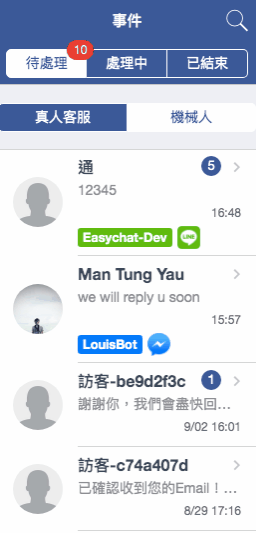 事件
待處理 10 處理中 已結束
真人客服 機械人
通 5
12345
16:48
Easychat-Dev LINE
Man Tung Yau
we will reply u soon
15:57
LouisBot
訪客-be9d2f3c 1
謝謝你，我們會盡快回...
9/02 16:01
訪客-c74a407d
已確認收到您的Email！...
8/29 17:16